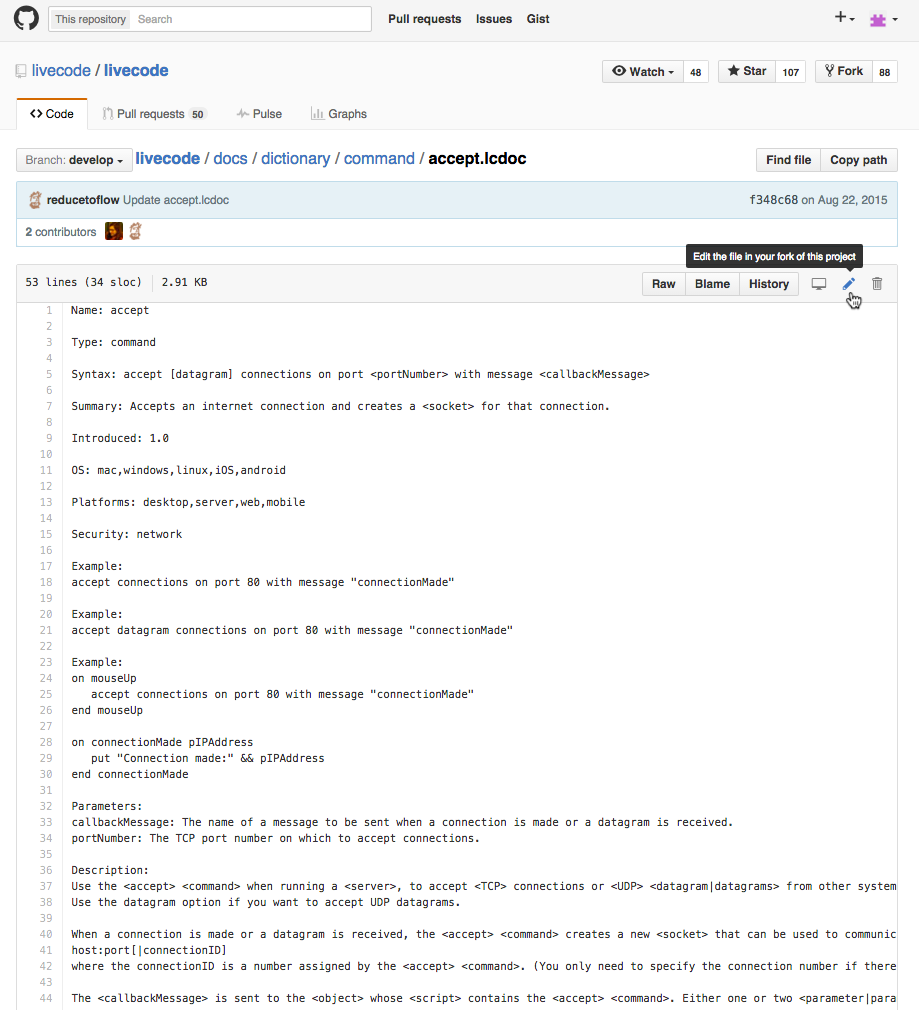 This repository Search Pull requests Issues Gist
livecode / livecode Watch 48 Star 107 Fork 88
Code Pull requests 50 Pulse Graphs
Branch: develop livecode / docs / dictionary / command / accept.lcdoc Find file Copy path
reducetoflow Update accept.lcdoc f348c68 on Aug 22, 2015
2 contributors
Edit the file in your fork of this project
53 lines (34 sloc) 2.91 KB Raw Blame History
1 Name: accept
2
3 Type: command
4
5 Syntax: accept [datagram] connections on port <portNumber> with message <callbackMessage>
6
7 Summary: Accepts an internet connection and creates a <socket> for that connection.
8
9 Introduced: 1.0
10
11 OS: mac,windows,linux,iOS,android
12
13 Platforms: desktop,server,web,mobile
14
15 Security: network
16
17 Example:
18 accept connections on port 80 with message "connectionMade"
19
20 Example:
21 accept datagram connections on port 80 with message "connectionMade"
22
23 Example:
24 on mouseUp
25 accept connections on port 80 with message "connectionMade"
26 end mouseUp
27
28 on connectionMade pIPAddress
29 put "Connection made:" && pIPAddress
30 end connectionMade
31
32 Parameters:
33 callbackMessage: The name of a message to be sent when a connection is made or a datagram is received.
34 portNumber: The TCP port number on which to accept connections.
35
36 Description:
37 Use the <accept> <command> when running a <server>, to accept <TCP> connections or <UDP> <datagram|datagrams> from other system
38 Use the datagram option if you want to accept UDP datagrams.
39
40 When a connection is made or a datagram is received, the <accept> <command> creates a new <socket> that can be used to communic
41 host:port[|connectionID]
42 where the connectionID is a number assigned by the <accept> <command>. (You only need to specify the connection number if there
43
44 The <callbackMessage> is sent to the <object> whose <script> contains the <accept> <command>. Either one or two <parameter|para